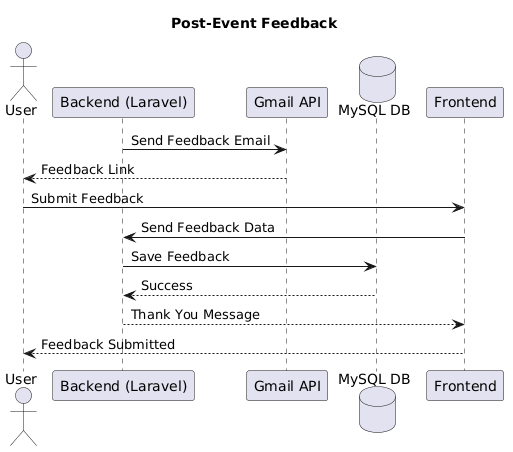 Post-Event Feedback
User
Backend (Laravel)
Gmail API
MySQL DB
Frontend
Send Feedback Email
Feedback Link
Submit Feedback
Send Feedback Data
Save Feedback
Success
Thank You Message
Feedback Submitted
User
Backend (Laravel)
Gmail API
MySQL DB
Frontend